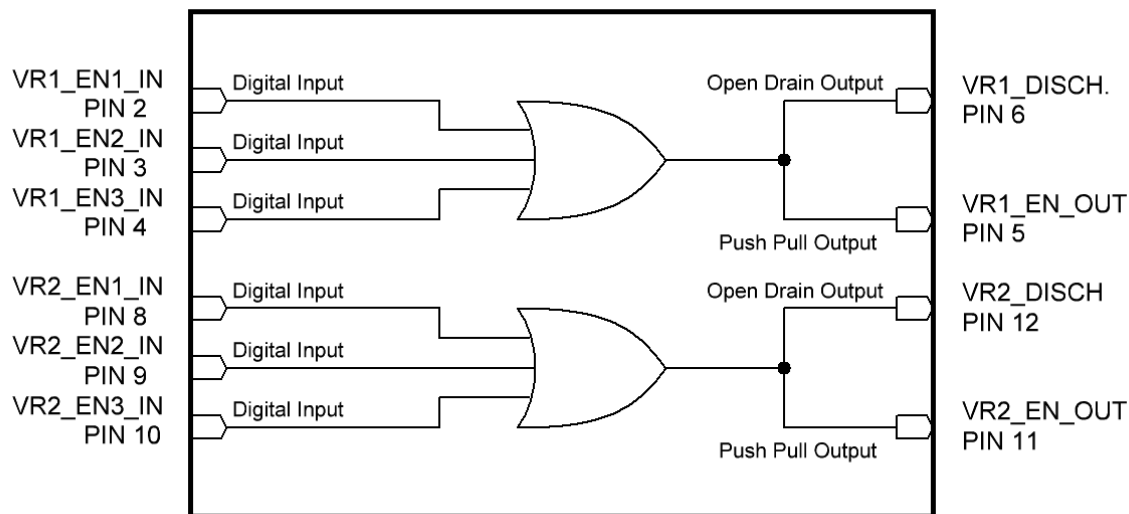 VR1_EN1_IN
PIN 2
Digital Input
Open Drain Output
VR1_DISCH.
PIN 6
VR1_EN2_IN
PIN 3
Digital Input
VR1_EN3_IN
PIN 4
Digital Input
Push Pull Output
VR1_EN_OUT
PIN 5
VR2_EN1_IN
PIN 8
Digital Input
Open Drain Output
VR2_DISCH
PIN 12
VR2_EN2_IN
PIN 9
Digital Input
VR2_EN3_IN
PIN 10
Digital Input
Push Pull Output
VR2_EN_OUT
PIN 11